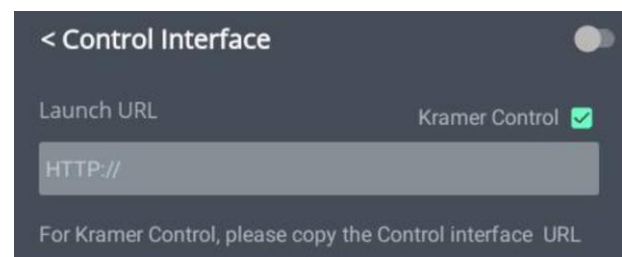 < Control Interface
Launch URL Kramer Control
HTTP://
For Kramer Control, please copy the Control interface URL